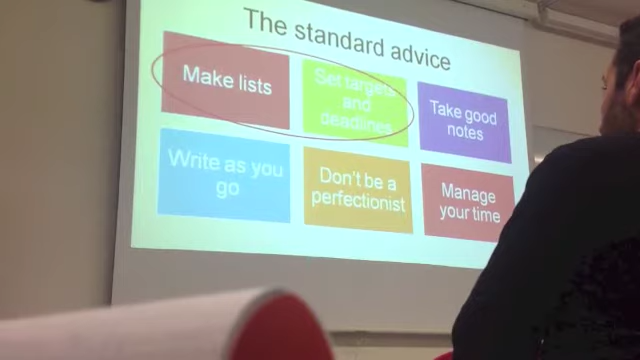 The standard advice
Make lists
Set targets
and
deadlines
Take good
notes
Write as you
go
Don't be a
perfectionist
Manage
your time